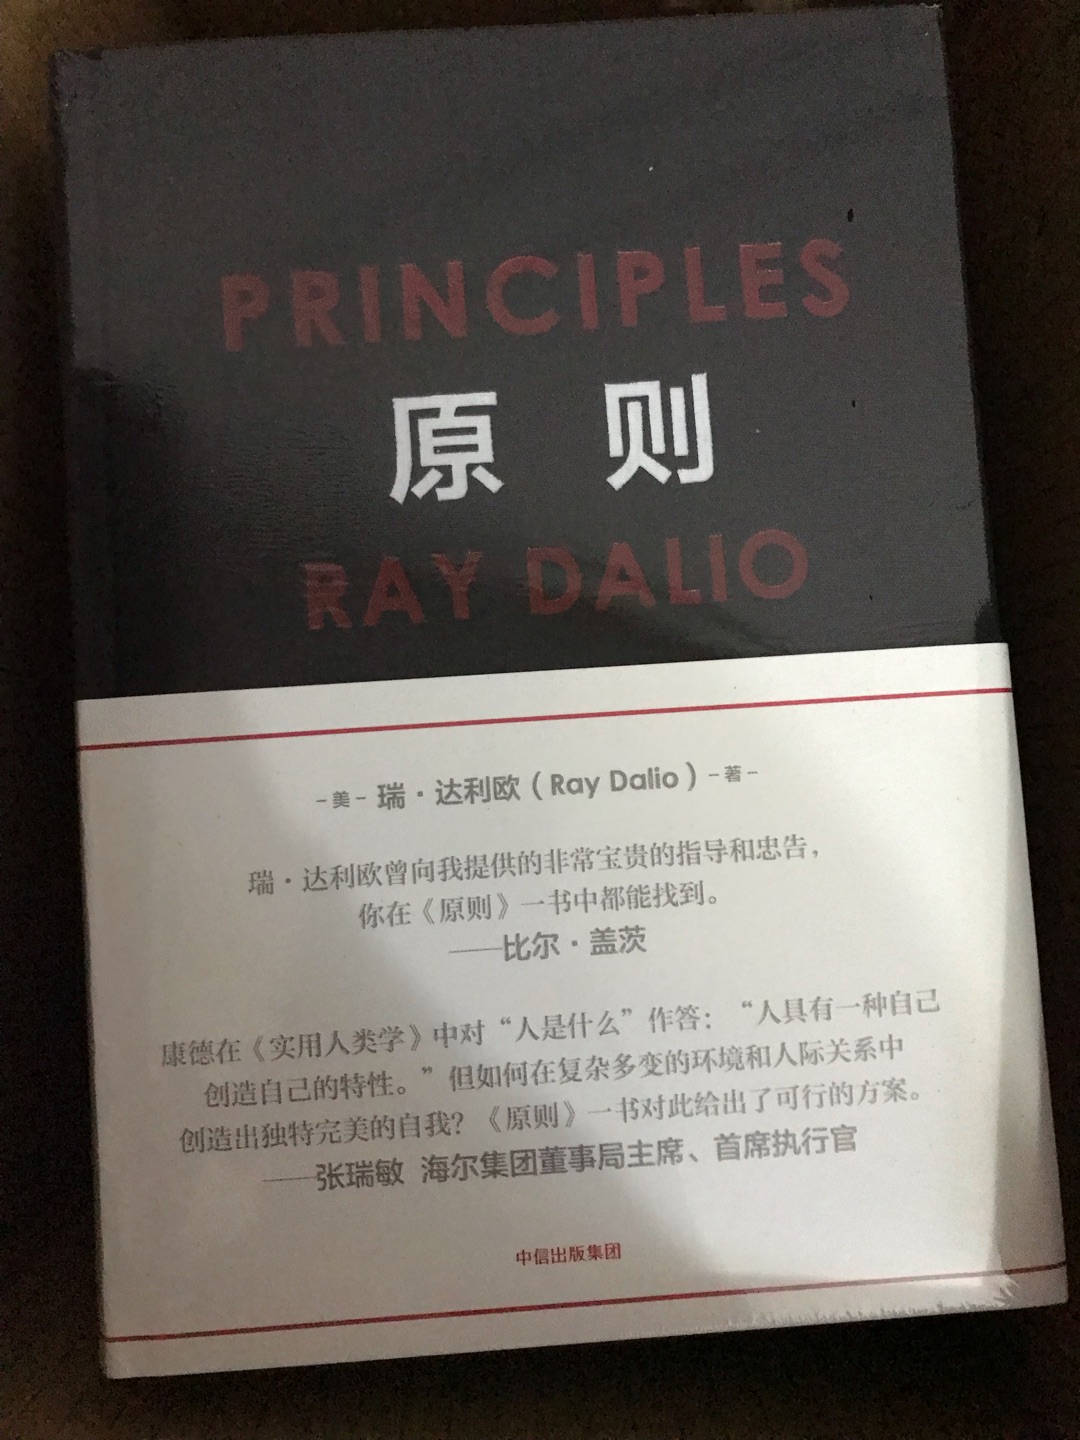 PRINCIPLES
原 则
RAY DALIO
-美- 瑞·达利欧（Ray Dalio）-著-
瑞·达利欧曾向我提供的非常宝贵的指导和忠告，
你在《原则》一书中都能找到。
——比尔·盖茨
康德在《实用人类学》中对“人是什么”作答：“人具有一种自己
创造自己的特性。”但如何在复杂多变的环境和人际关系中
创造出独特完美的自我？《原则》一书对此给出了可行的方案。
——张瑞敏 海尔集团董事局主席、首席执行官
中信出版集团